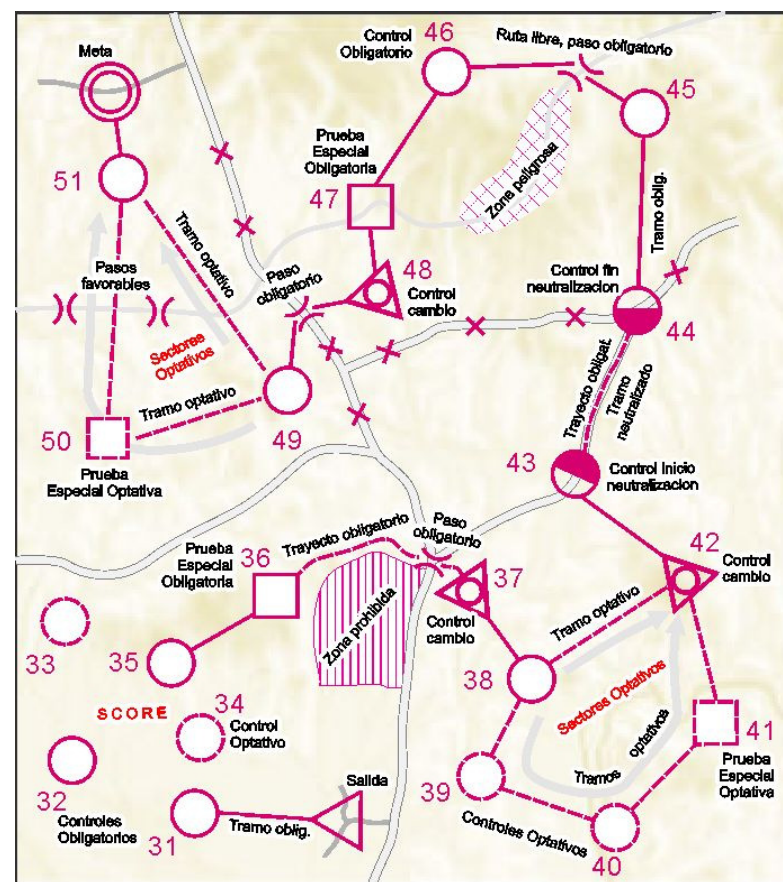 Meta
51
Pasos
favorables
Tramo optativo
Sectores
Optativos
Tramo optativo
50
Prueba
Especial Optativa
49
Paso
obligatorio
Control
Obligatorio
46
Ruta libre, paso obligatorio
45
Prueba
Especial
Obligatoria
47
Zona peligrosa
48
Control
cambio
Tramo oblig.
Control fin
neutralizacion
44
Trayecto obligat.
Tramo
neutralizado
43
Control Inicio
neutralizacion
42
Control
cambio
Prueba
Especial
Obligatoria
36
Trayecto obligatorio
Paso
obligatorio
37
Control
cambio
Zona prohibida
33
35
SCORE
34
Control
Optativo
32
Controles
Obligatorios
31
Tramo oblig.
Salida
38
Tramo optativo
Sectores Optativos
Tramos
optativos
41
Prueba
Especial
Optativa
39
Controles Optativos
40